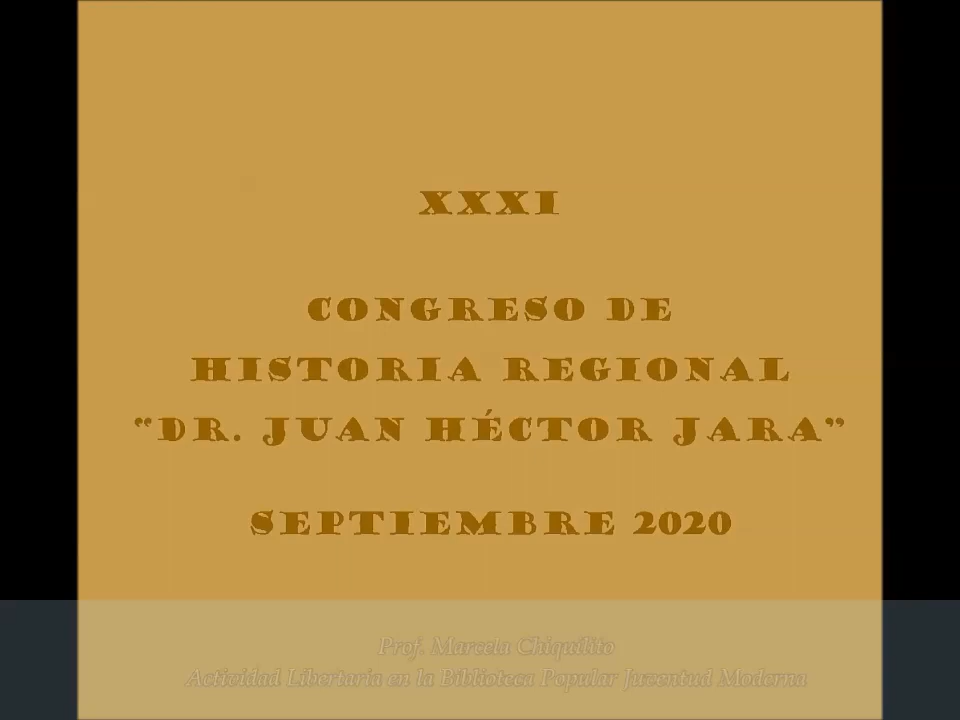 XXXI
CONGRESO DE
HISTORIA REGIONAL
“DR. JUAN HÉCTOR JARA”
SEPTIEMBRE 2020
Prof. Marcela Chiquilito
Actividad Libertaria en la Biblioteca Popular Juventud Moderna